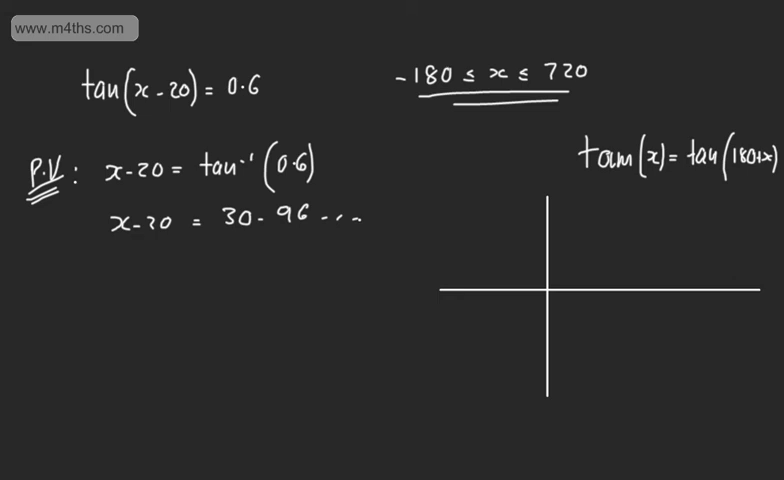 www.m4ths.com
tan(x-20) = 0.6
-180 ≤ x ≤ 720
tan(x) = tan(180+x)
P.V: x-20 = tan⁻¹(0.6)
x-20 = 30.96...